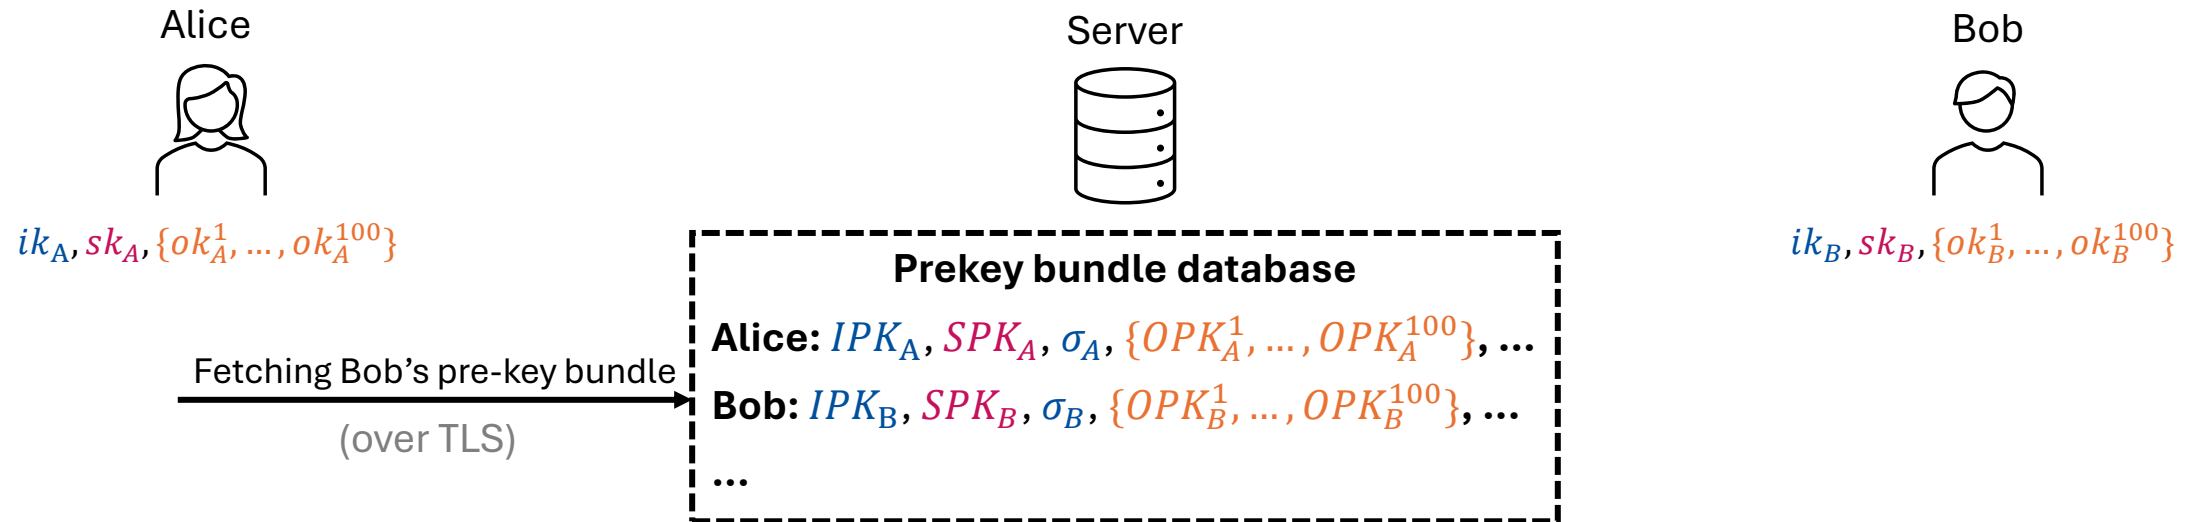 Alice
Server
Bob
ik_A, sk_A, {ok_A^1, ..., ok_A^100}
ik_B, sk_B, {ok_B^1, ..., ok_B^100}
Prekey bundle database
Alice: IPK_A, SPK_A, σ_A, {OPK_A^1, ..., OPK_A^100}, ...
Fetching Bob’s pre-key bundle
Bob: IPK_B, SPK_B, σ_B, {OPK_B^1, ..., OPK_B^100}, ...
(over TLS)
...